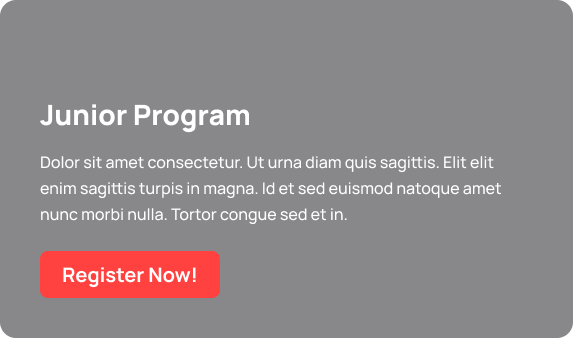 Junior Program
Dolor sit amet consectetur. Ut urna diam quis sagittis. Elit elit
enim sagittis turpis in magna. Id et sed euismod natoque amet
nunc morbi nulla. Tortor congue sed et in.
Register Now!